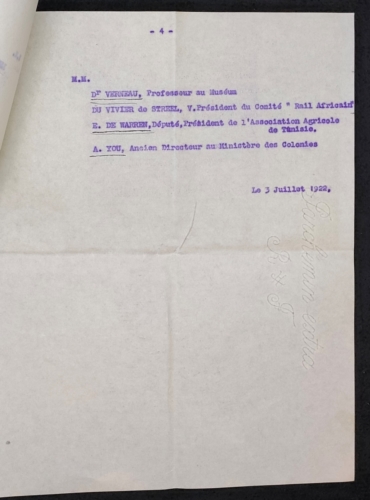 - 4 -
M.M.
Dr VERNEAU, Professeur au Muséum
DU VIVIER de STREEL, V.Président du Comité " Rail Africain"
E. DE WARREN, Député, Président de l'Association Agricole
de Tunisie.
A. YOU, Ancien Directeur au Ministère des Colonies
Le 3 Juillet 1922,